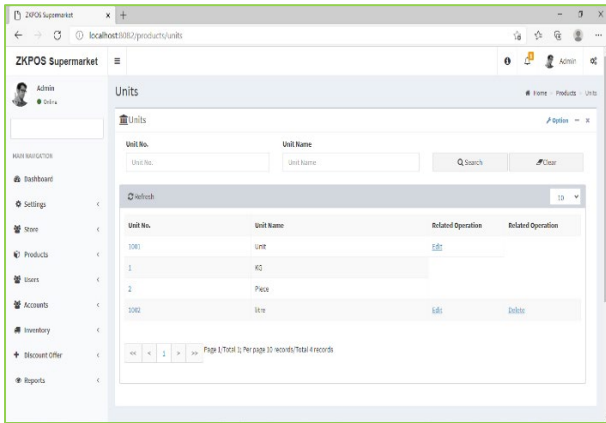 ZKPOS Supermarket
localhost:8082/products/units
ZKPOS Supermarket
Admin
Admin
Online
Units
Home
Products
Units
Units
Option
Unit No.
Unit Name
Unit No.
Unit Name
Search
Clear
MAIN NAVIGATION
Dashboard
Settings
Store
Products
Users
Accounts
Inventory
Discount Offer
Reports
Refresh
10
Unit No. Unit Name Related Operation Related Operation
1001 Unit Edit
1 KG
2 Piece
1002 litre Edit Delete
<< < 1 > >> Page 1/Total 1; Per page 10 records/Total 4 records